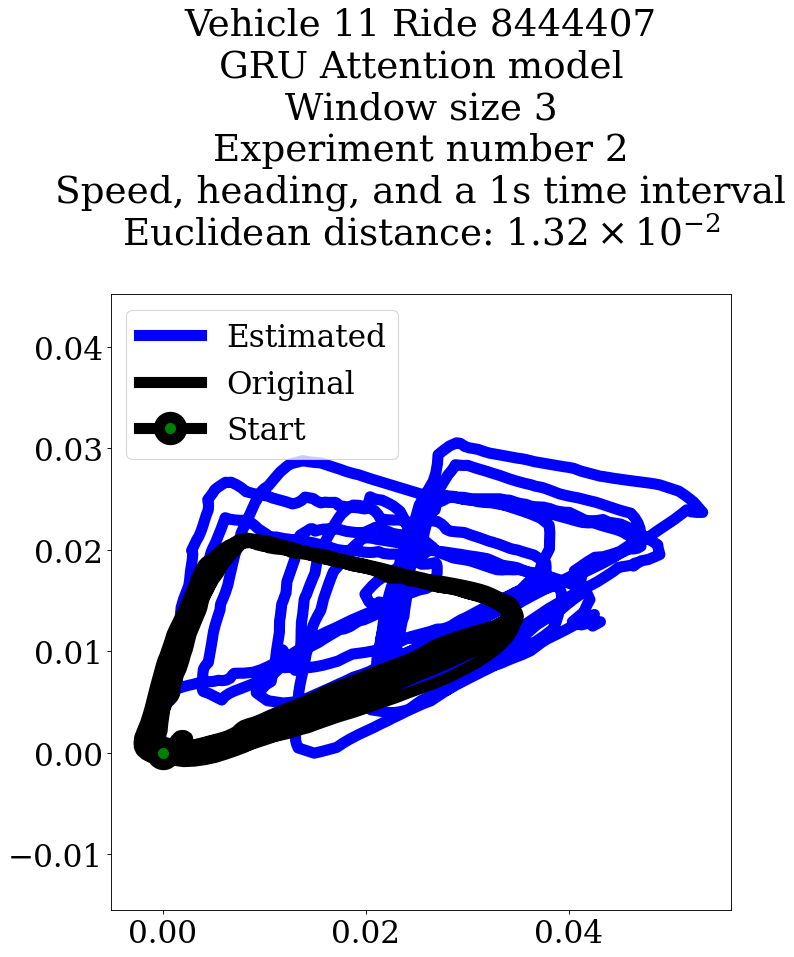 Vehicle 11 Ride 8444407
GRU Attention model
Window size 3
Experiment number 2
Speed, heading, and a 1s time interval
Euclidean distance: 1.32 × 10⁻²
Estimated
Original
Start
0.04
0.03
0.02
0.01
0.00
−0.01
0.00 0.02 0.04